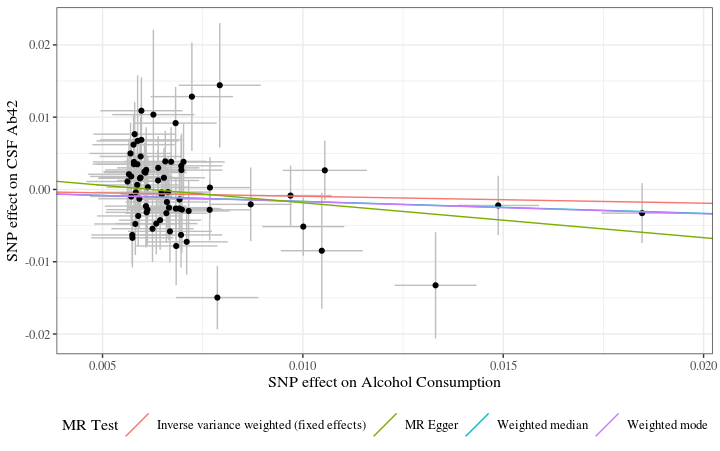 0.02
0.01
0.00
-0.01
-0.02
SNP effect on CSF Ab42
0.005 0.010 0.015 0.020
SNP effect on Alcohol Consumption
MR Test Inverse variance weighted (fixed effects) MR Egger Weighted median Weighted mode